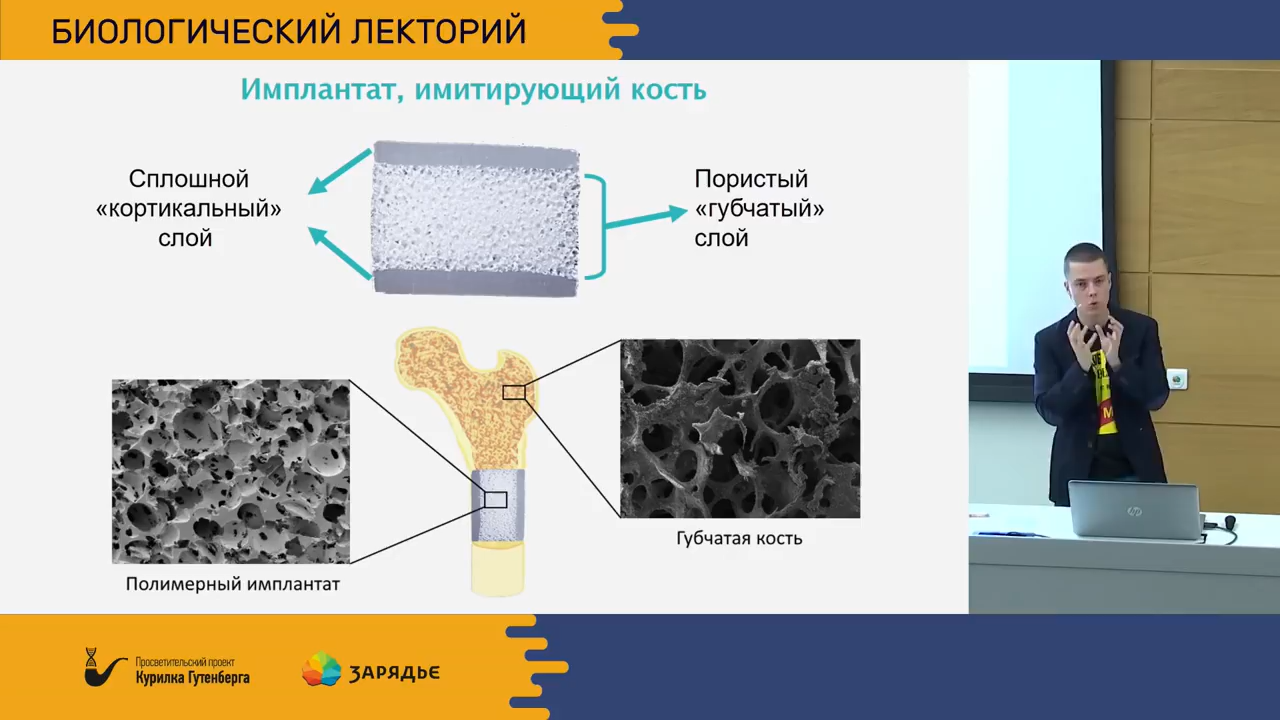 БИОЛОГИЧЕСКИЙ ЛЕКТОРИЙ
Имплантат, имитирующий кость
Сплошной
«кортикальный»
слой
Пористый
«губчатый»
слой
Полимерный имплантат
Губчатая кость
hp
Просветительский проект
Курилка Гутенберга
ЗАРЯДЬЕ